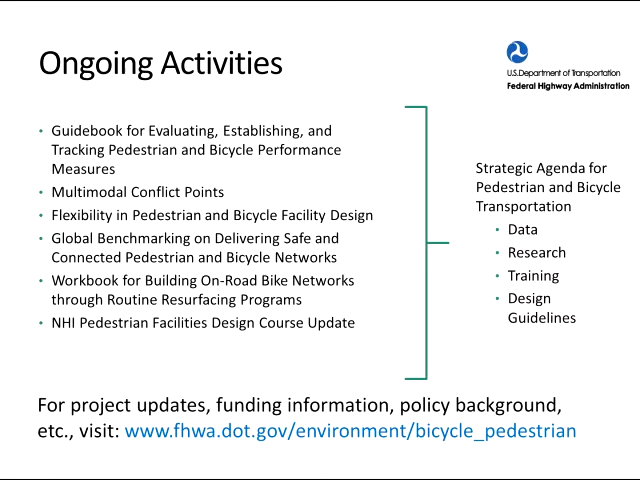 Ongoing Activities
U.S.Department of Transportation
Federal Highway Administration
• Guidebook for Evaluating, Establishing, and
Tracking Pedestrian and Bicycle Performance
Measures
• Multimodal Conflict Points
• Flexibility in Pedestrian and Bicycle Facility Design
• Global Benchmarking on Delivering Safe and
Connected Pedestrian and Bicycle Networks
• Workbook for Building On-Road Bike Networks
through Routine Resurfacing Programs
• NHI Pedestrian Facilities Design Course Update
Strategic Agenda for
Pedestrian and Bicycle
Transportation
• Data
• Research
• Training
• Design
Guidelines
For project updates, funding information, policy background,
etc., visit: www.fhwa.dot.gov/environment/bicycle_pedestrian